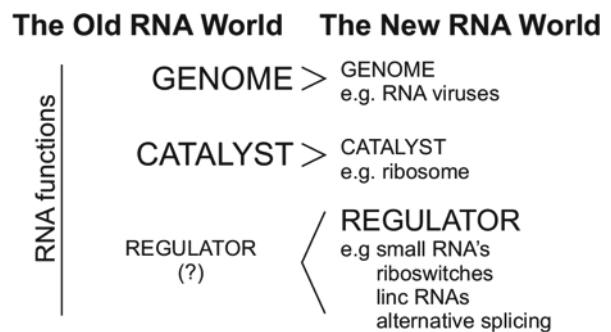 The Old RNA World
The New RNA World
RNA functions
GENOME >
GENOME
e.g. RNA viruses
CATALYST >
CATALYST
e.g. ribosome
REGULATOR
(?)
<
REGULATOR
e.g small RNA's
riboswitches
linc RNAs
alternative splicing